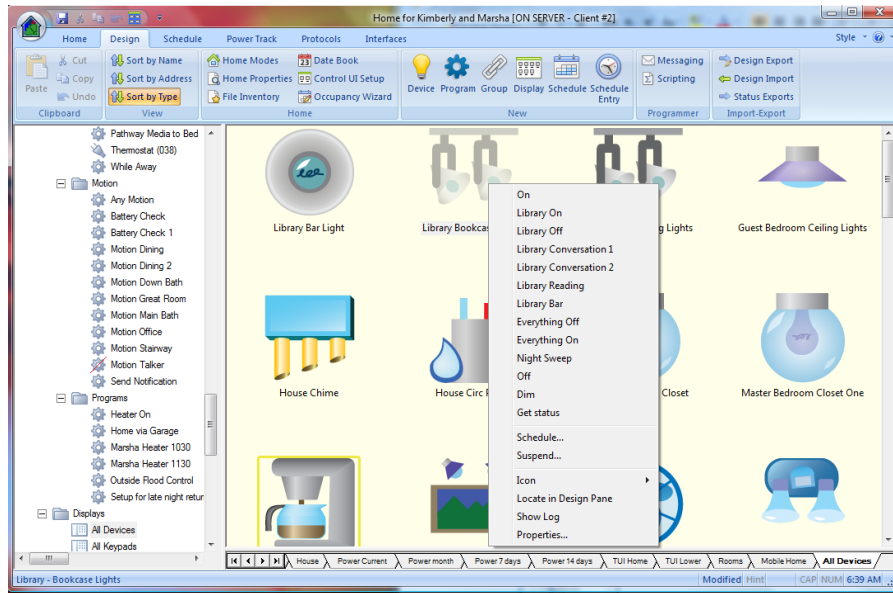 Home for Kimberly and Marsha [ON SERVER - Client #2]
Home Design Schedule Power Track Protocols Interfaces Style
Paste
Cut
Copy
Undo
Clipboard
Sort by Name
Sort by Address
Sort by Type
View
Home Modes
Home Properties
File Inventory
Date Book
Control UI Setup
Occupancy Wizard
Home
Device Program Group Display Schedule Schedule Entry
New
Messaging
Scripting
Programmer
Design Export
Design Import
Status Exports
Import-Export
Pathway Media to Bed
Thermostat (038)
While Away
Motion
Any Motion
Battery Check
Battery Check 1
Motion Dining
Motion Dining 2
Motion Down Bath
Motion Great Room
Motion Main Bath
Motion Office
Motion Stairway
Motion Talker
Send Notification
Programs
Heater On
Home via Garage
Marsha Heater 1030
Marsha Heater 1130
Outside Flood Control
Setup for late night retur
Displays
All Devices
All Keypads
Library Bar Light
Library Bookcas
g Lights
Guest Bedroom Ceiling Lights
House Chime
House Circ
Closet
Master Bedroom Closet One
On
Library On
Library Off
Library Conversation 1
Library Conversation 2
Library Reading
Library Bar
Everything Off
Everything On
Night Sweep
Off
Dim
Get status
Schedule...
Suspend...
Icon
Locate in Design Pane
Show Log
Properties...
House Power Current Power month Power 7 days Power 14 days TUI Home TUI Lower Rooms Mobile Home All Devices
Library - Bookcase Lights
Modified Hint CAP NUM 6:39 AM